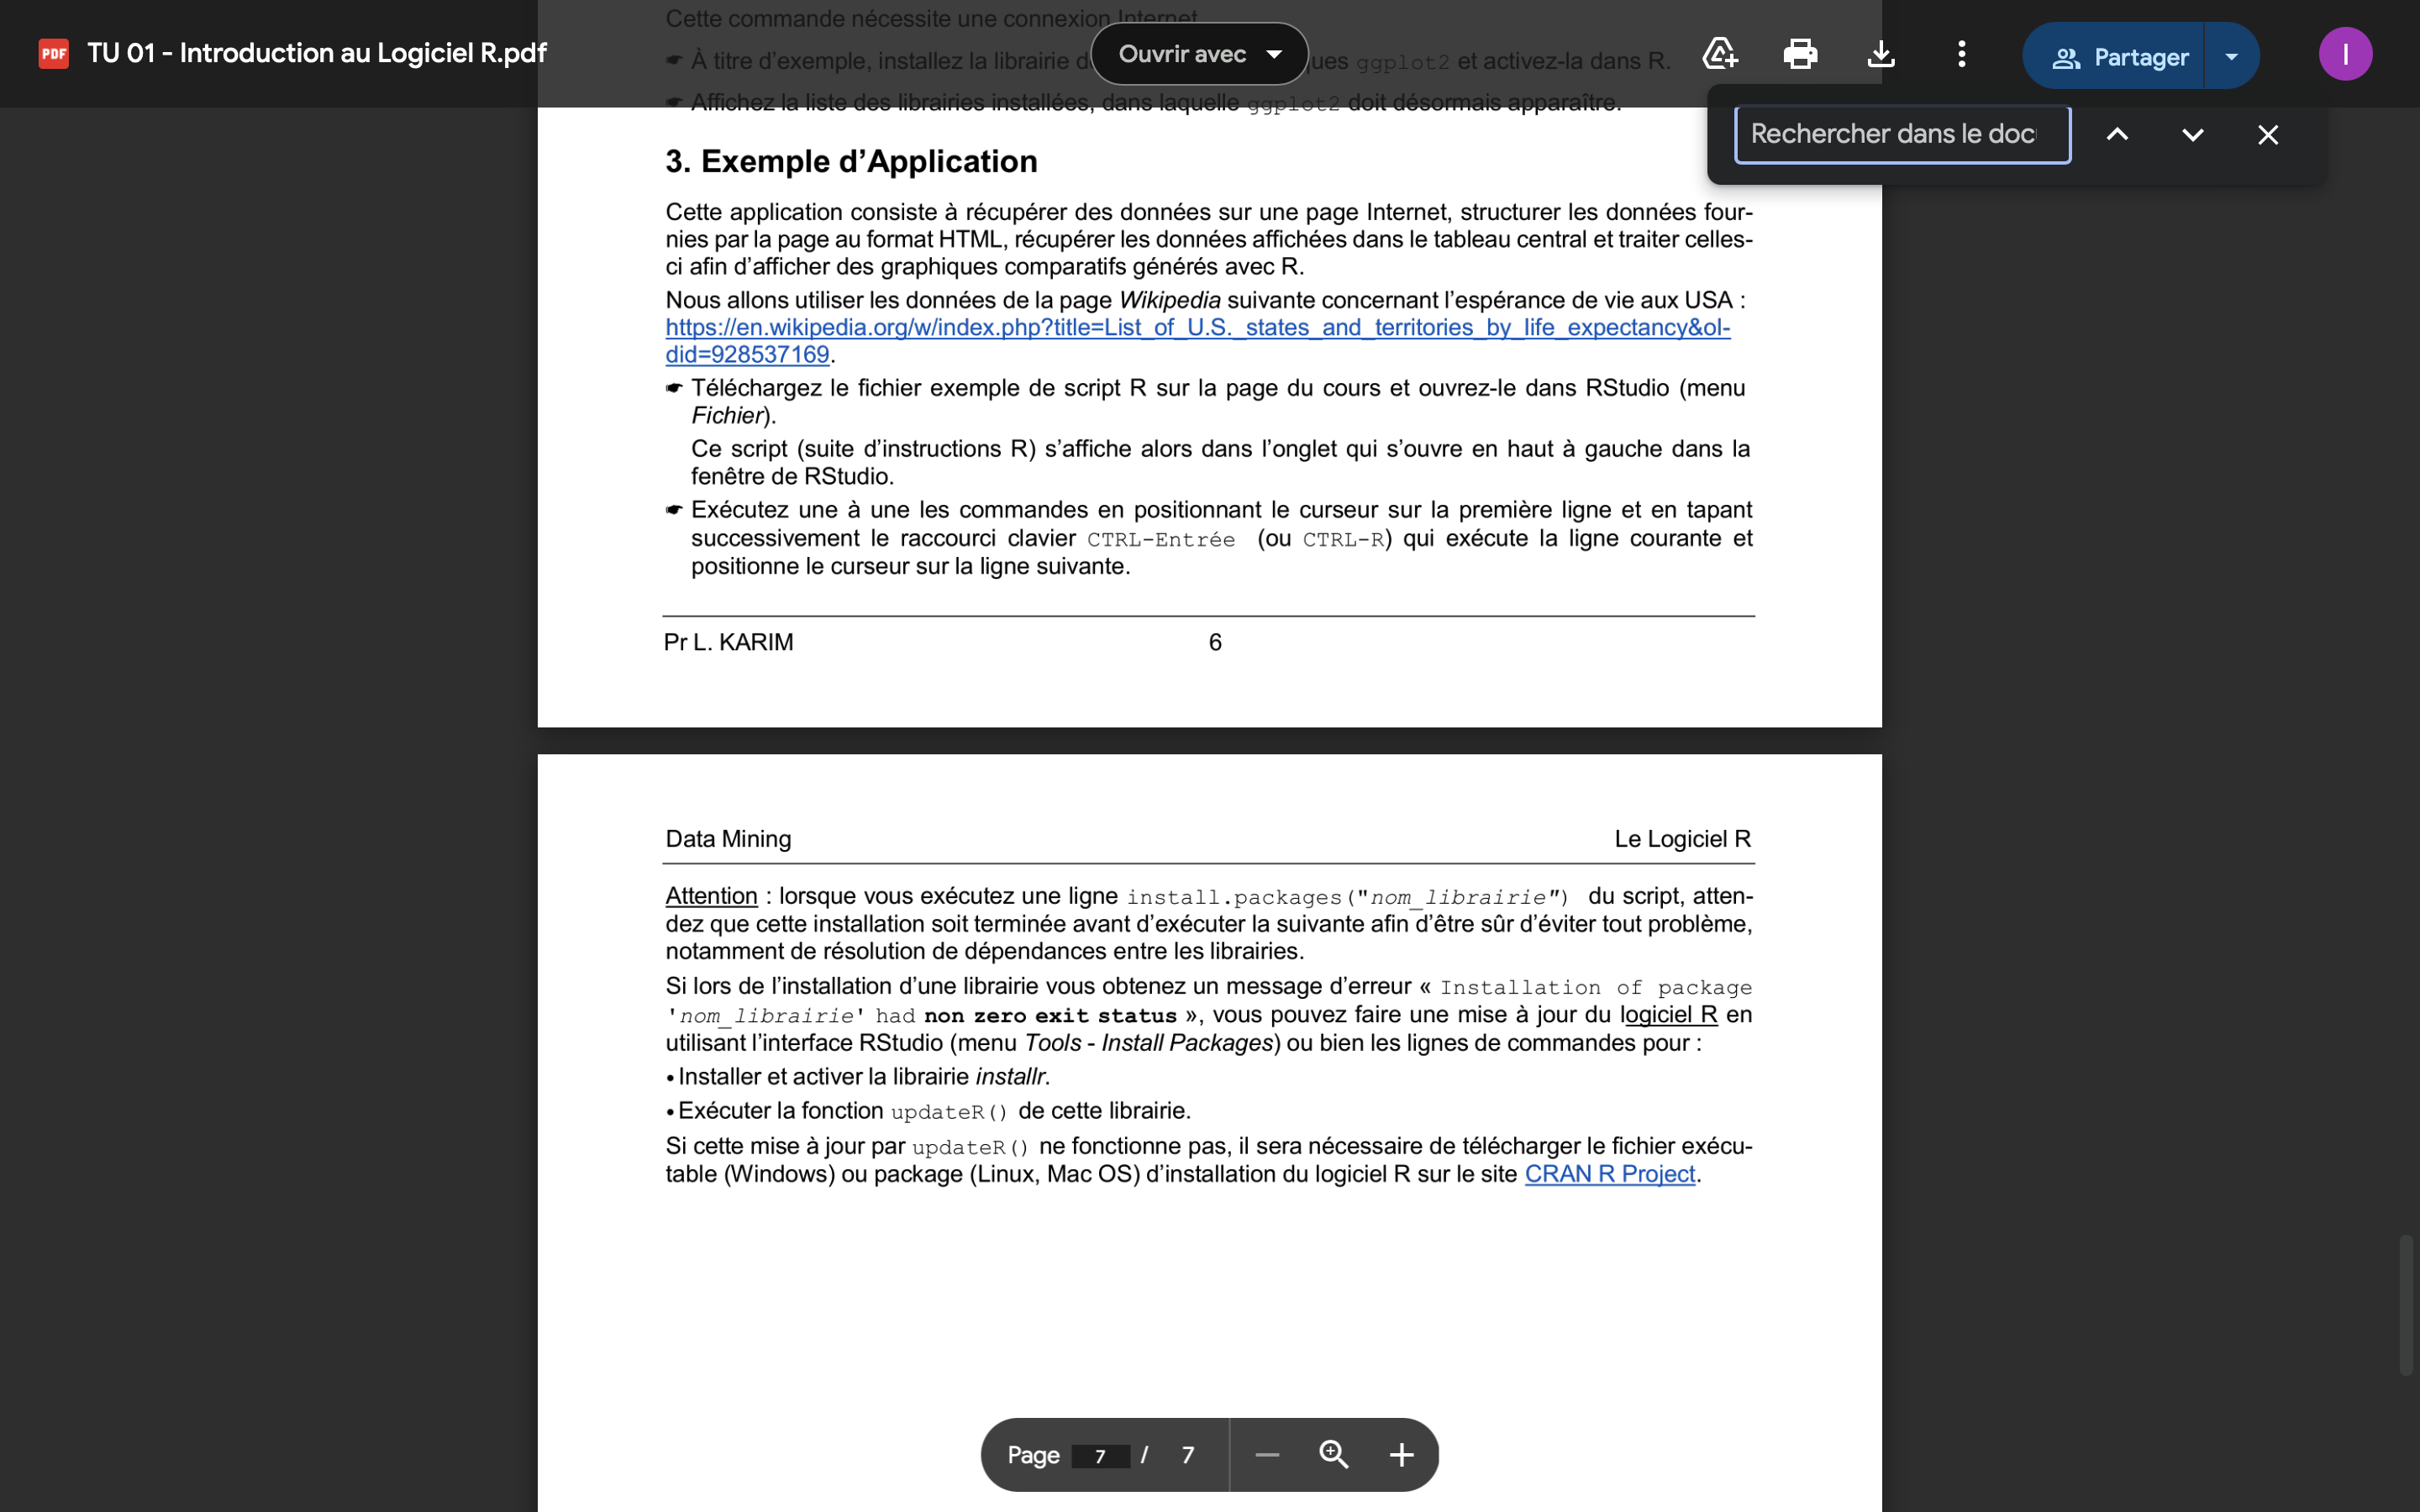 TU 01 - Introduction au Logiciel R.pdf
Ouvrir avec
Partager
I
Rechercher dans le doc
Cette commande nécessite une connexion Internet.
☛ À titre d’exemple, installez la librairie d ques ggplot2 et activez-la dans R.
☛ Affichez la liste des librairies installées, dans laquelle ggplot2 doit désormais apparaître.
3. Exemple d’Application
Cette application consiste à récupérer des données sur une page Internet, structurer les données four-
nies par la page au format HTML, récupérer les données affichées dans le tableau central et traiter celles-
ci afin d’afficher des graphiques comparatifs générés avec R.
Nous allons utiliser les données de la page Wikipedia suivante concernant l’espérance de vie aux USA :
https://en.wikipedia.org/w/index.php?title=List_of_U.S._states_and_territories_by_life_expectancy&ol-
did=928537169.
☛ Téléchargez le fichier exemple de script R sur la page du cours et ouvrez-le dans RStudio (menu
Fichier).
Ce script (suite d’instructions R) s’affiche alors dans l’onglet qui s’ouvre en haut à gauche dans la
fenêtre de RStudio.
☛ Exécutez une à une les commandes en positionnant le curseur sur la première ligne et en tapant
successivement le raccourci clavier CTRL-Entrée (ou CTRL-R) qui exécute la ligne courante et
positionne le curseur sur la ligne suivante.
Pr L. KARIM 6
Data Mining Le Logiciel R
Attention : lorsque vous exécutez une ligne install.packages("nom_librairie") du script, atten-
dez que cette installation soit terminée avant d’exécuter la suivante afin d’être sûr d’éviter tout problème,
notamment de résolution de dépendances entre les librairies.
Si lors de l’installation d’une librairie vous obtenez un message d’erreur « Installation of package
'nom_librairie' had non zero exit status », vous pouvez faire une mise à jour du logiciel R en
utilisant l’interface RStudio (menu Tools - Install Packages) ou bien les lignes de commandes pour :
• Installer et activer la librairie installr.
• Exécuter la fonction updateR() de cette librairie.
Si cette mise à jour par updateR() ne fonctionne pas, il sera nécessaire de télécharger le fichier exécu-
table (Windows) ou package (Linux, Mac OS) d’installation du logiciel R sur le site CRAN R Project.
Page 7 / 7